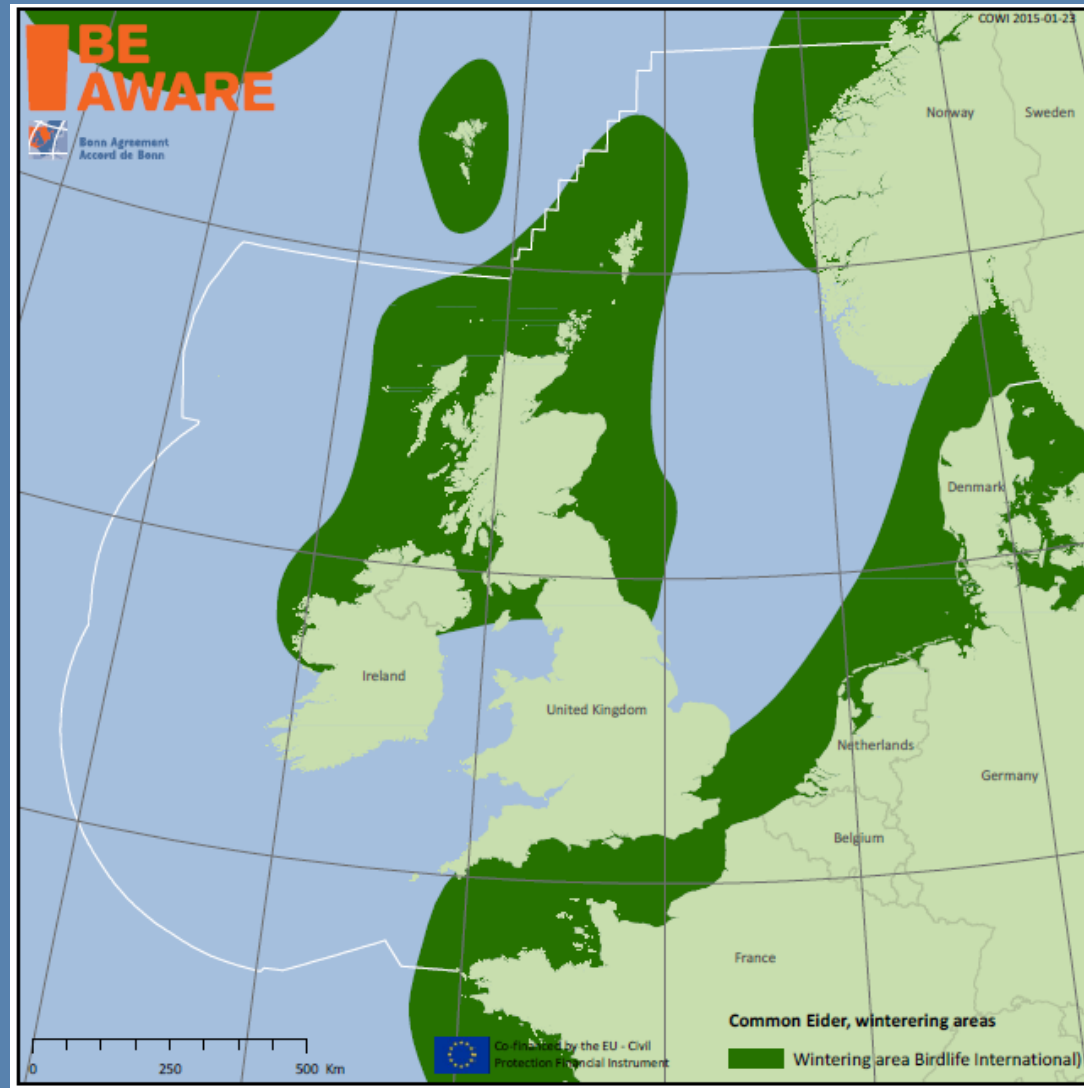 COWI 2015-01-23
BE
AWARE
Bonn Agreement
Accord de Bonn
Norway
Sweden
Denmark
Ireland
United Kingdom
Netherlands
Germany
Belgium
France
Common Eider, winterering areas
Wintering area Birdlife International)
Co-financed by the EU - Civil
Protection Financial Instrument
0 250 500 Km